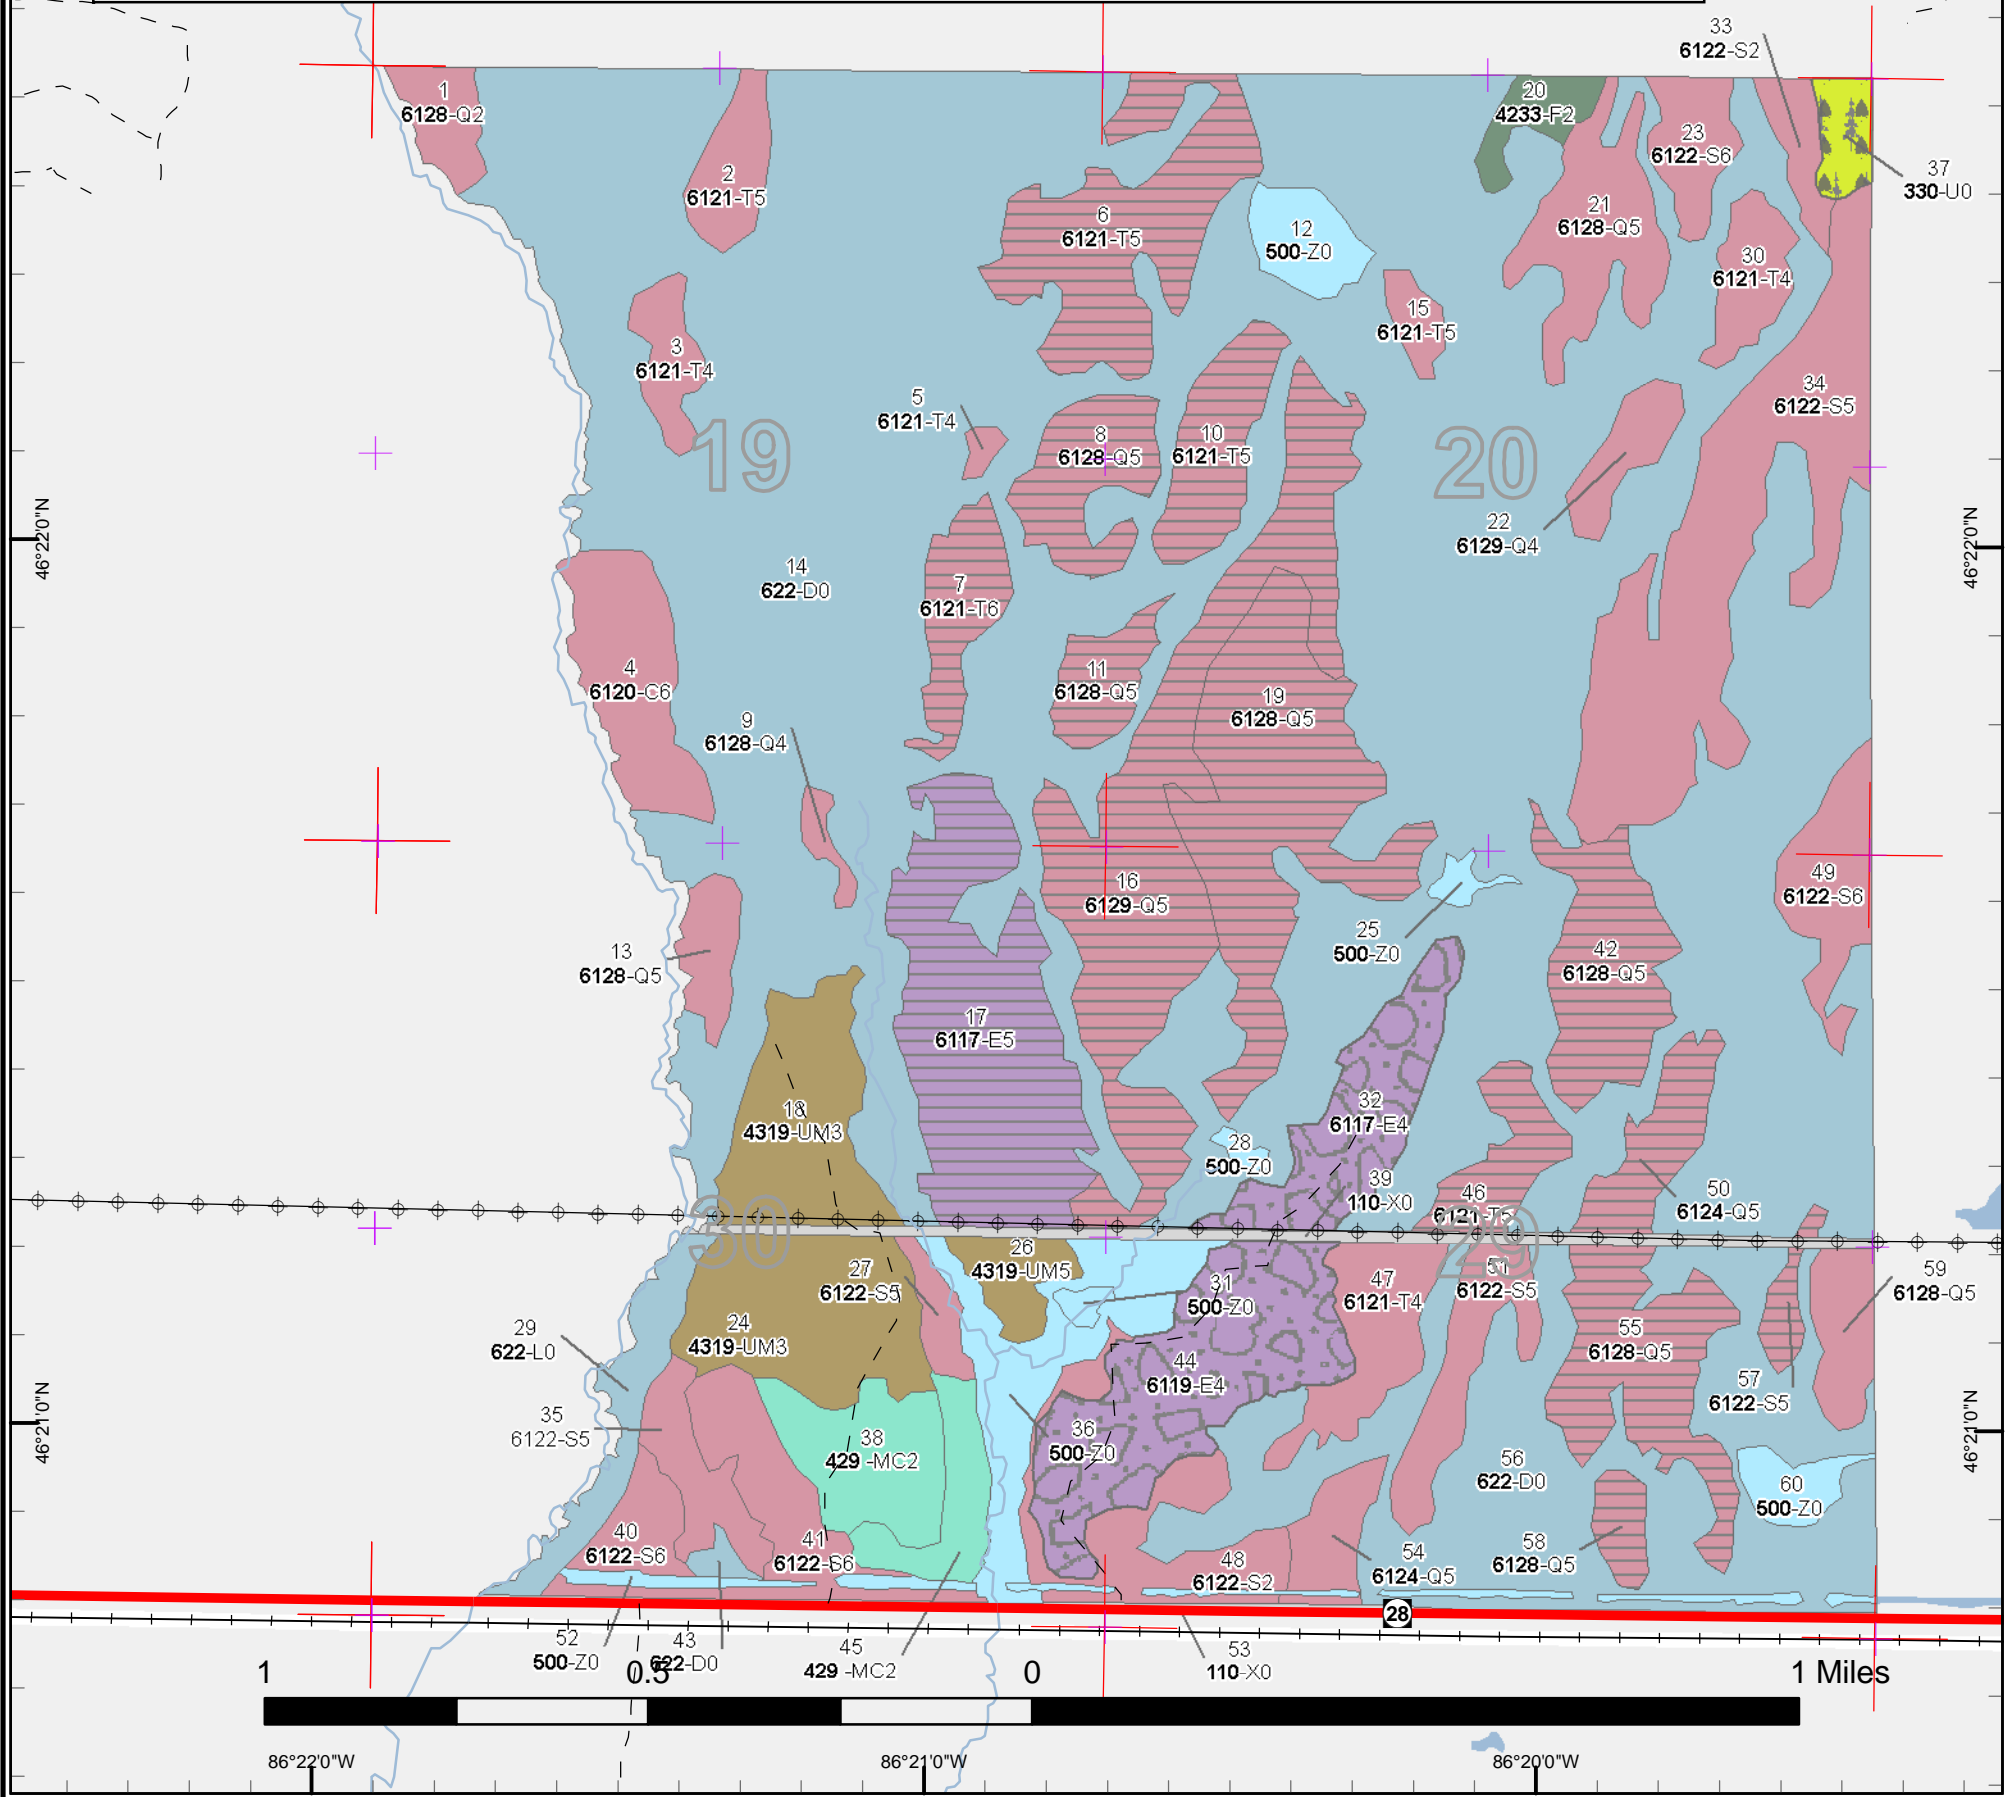 33
6122-S2
1
6128-Q2
20
4233-F2
23
6122-S6
37
330-U0
2
6121-T5
6
6121-T5
12
500-Z0
21
6128-Q5
30
6121-T4
15
6121-T5
3
6121-T4
34
6122-S5
5
6121-T4
8
6128-Q5
10
6121-T5
19
20
22
6129-Q4
46°22'0"N
46°22'0"N
14
622-D0
7
6121-T6
4
6120-C6
11
6128-Q5
19
6128-Q5
9
6128-Q4
16
6129-Q5
49
6122-S6
25
500-Z0
42
6128-Q5
13
6128-Q5
17
6117-E5
18
4319-UM3
32
6117-E4
28
500-Z0
39
110-X0
46
6121-T5
50
6124-Q5
30
29
26
4319-UM5
27
6122-S5
31
500-Z0
47
6121-T4
51
6122-S5
59
6128-Q5
29
622-L0
24
4319-UM3
55
6128-Q5
44
6119-E4
57
6122-S5
35
6122-S5
38
429 -MC2
36
500-Z0
46°21'0"N
46°21'0"N
56
622-D0
60
500-Z0
40
6122-S6
41
6122-S6
48
6122-S2
54
6124-Q5
58
6128-Q5
28
52
500-Z0
43
622-D0
45
429 -MC2
53
110-X0
1 0.5 0 1 Miles
86°22'0"W 86°21'0"W 86°20'0"W